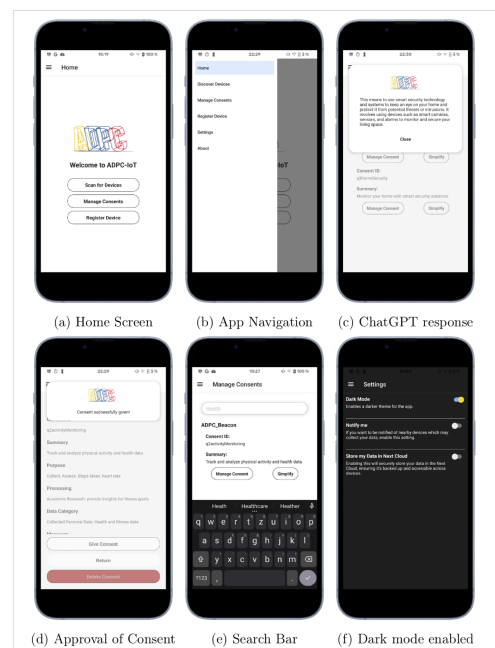 16:19
100 %
Home
ADPC
Welcome to ADPC-IoT
Scan for Devices
Manage Consents
Register Device
(a) Home Screen
22:29
3 %
Home
Discover Devices
Manage Consents
Register Device
Settings
About
IoT
(b) App Navigation
22:30
3 %
ADPC
This means to use smart security technology
and systems to keep an eye on your home and
protect it from potential threats or intrusions. It
involves using devices such as smart cameras,
sensors, and alarms to monitor and secure your
living space.
Close
Manage Consent
Simplify
Consent ID:
q3homeSecurity
Summary:
Monitor your home with smart security solutions.
Manage Consent
Simplify
(c) ChatGPT response
22:29
3 %
ADPC
Consent successfully given!
q2activityMonitoring
Summary
Track and analyze physical activity and health data
Purpose
Collect, Assess: Steps taken, heart rate
Processing
Academic Research: provide insights for fitness goals
Data Category
Collected Personal Data: Health and fitness data
Give Consent
Return
Delete Consent
(d) Approval of Consent
16:27
100 %
Manage Consents
Health
ADPC_Beacon
Consent ID:
q2activityMonitoring
Summary:
Track and analyze physical activity and health data
Manage Consent
Simplify
Heath Healthcare Heather
q w e r t z u i o p
a s d f g h j k l
y x c v b n m
?123 , .
(e) Search Bar
Settings
Dark Mode
Enables a darker theme for the app.
Notify me
If you want to be notified of nearby devices which may
collect your data, enable this setting.
Store my Data in Next Cloud
Enabling this will securely store your data in the Next
Cloud, ensuring it's backed up and accessible across
devices.
(f) Dark mode enabled